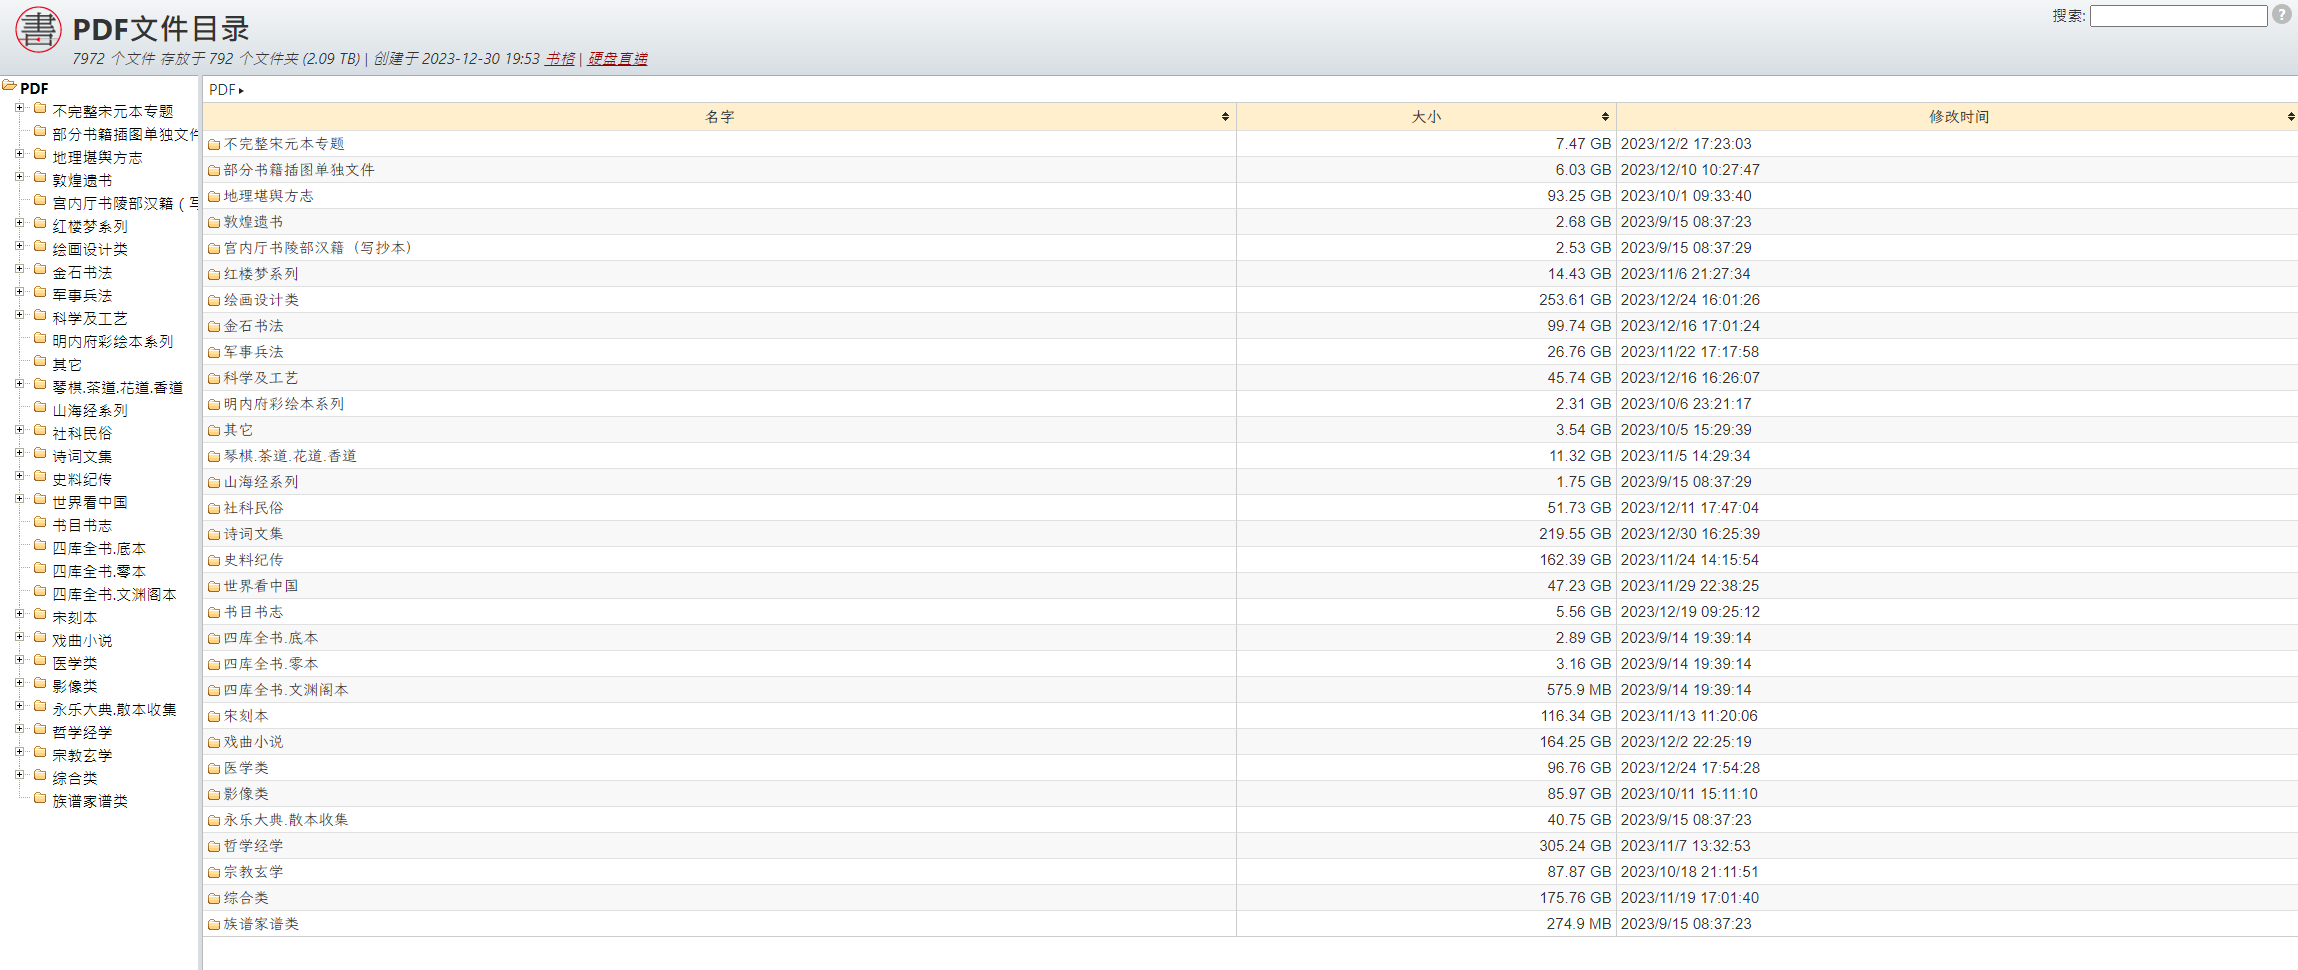 書
PDF文件目录
7972 个文件 存放于 792 个文件夹 (2.09 TB) | 创建于 2023-12-30 19:53 书格 | 硬盘直递
搜索:
?
PDF
不完整宋元本专题
部分书籍插图单独文件
地理堪舆方志
敦煌遗书
宫内厅书陵部汉籍（写
红楼梦系列
绘画设计类
金石书法
军事兵法
科学及工艺
明内府彩绘本系列
其它
琴棋.茶道.花道.香道
山海经系列
社科民俗
诗词文集
史料纪传
世界看中国
书目书志
四库全书.底本
四库全书.零本
四库全书.文渊阁本
宋刻本
戏曲小说
医学类
影像类
永乐大典.散本收集
哲学经学
宗教玄学
综合类
族谱家谱类
PDF
名字 大小 修改时间
不完整宋元本专题 7.47 GB 2023/12/2 17:23:03
部分书籍插图单独文件 6.03 GB 2023/12/10 10:27:47
地理堪舆方志 93.25 GB 2023/10/1 09:33:40
敦煌遗书 2.68 GB 2023/9/15 08:37:23
宫内厅书陵部汉籍（写抄本） 2.53 GB 2023/9/15 08:37:29
红楼梦系列 14.43 GB 2023/11/6 21:27:34
绘画设计类 253.61 GB 2023/12/24 16:01:26
金石书法 99.74 GB 2023/12/16 17:01:24
军事兵法 26.76 GB 2023/11/22 17:17:58
科学及工艺 45.74 GB 2023/12/16 16:26:07
明内府彩绘本系列 2.31 GB 2023/10/6 23:21:17
其它 3.54 GB 2023/10/5 15:29:39
琴棋.茶道.花道.香道 11.32 GB 2023/11/5 14:29:34
山海经系列 1.75 GB 2023/9/15 08:37:29
社科民俗 51.73 GB 2023/12/11 17:47:04
诗词文集 219.55 GB 2023/12/30 16:25:39
史料纪传 162.39 GB 2023/11/24 14:15:54
世界看中国 47.23 GB 2023/11/29 22:38:25
书目书志 5.56 GB 2023/12/19 09:25:12
四库全书.底本 2.89 GB 2023/9/14 19:39:14
四库全书.零本 3.16 GB 2023/9/14 19:39:14
四库全书.文渊阁本 575.9 MB 2023/9/14 19:39:14
宋刻本 116.34 GB 2023/11/13 11:20:06
戏曲小说 164.25 GB 2023/12/2 22:25:19
医学类 96.76 GB 2023/12/24 17:54:28
影像类 85.97 GB 2023/10/11 15:11:10
永乐大典.散本收集 40.75 GB 2023/9/15 08:37:23
哲学经学 305.24 GB 2023/11/7 13:32:53
宗教玄学 87.87 GB 2023/10/18 21:11:51
综合类 175.76 GB 2023/11/19 17:01:40
族谱家谱类 274.9 MB 2023/9/15 08:37:23